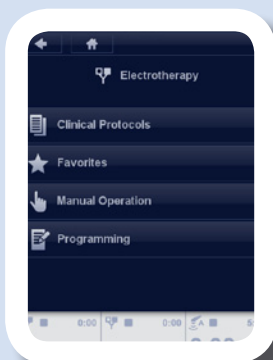 Electrotherapy
Clinical Protocols
Favorites
Manual Operation
Programming
0:00 0:00